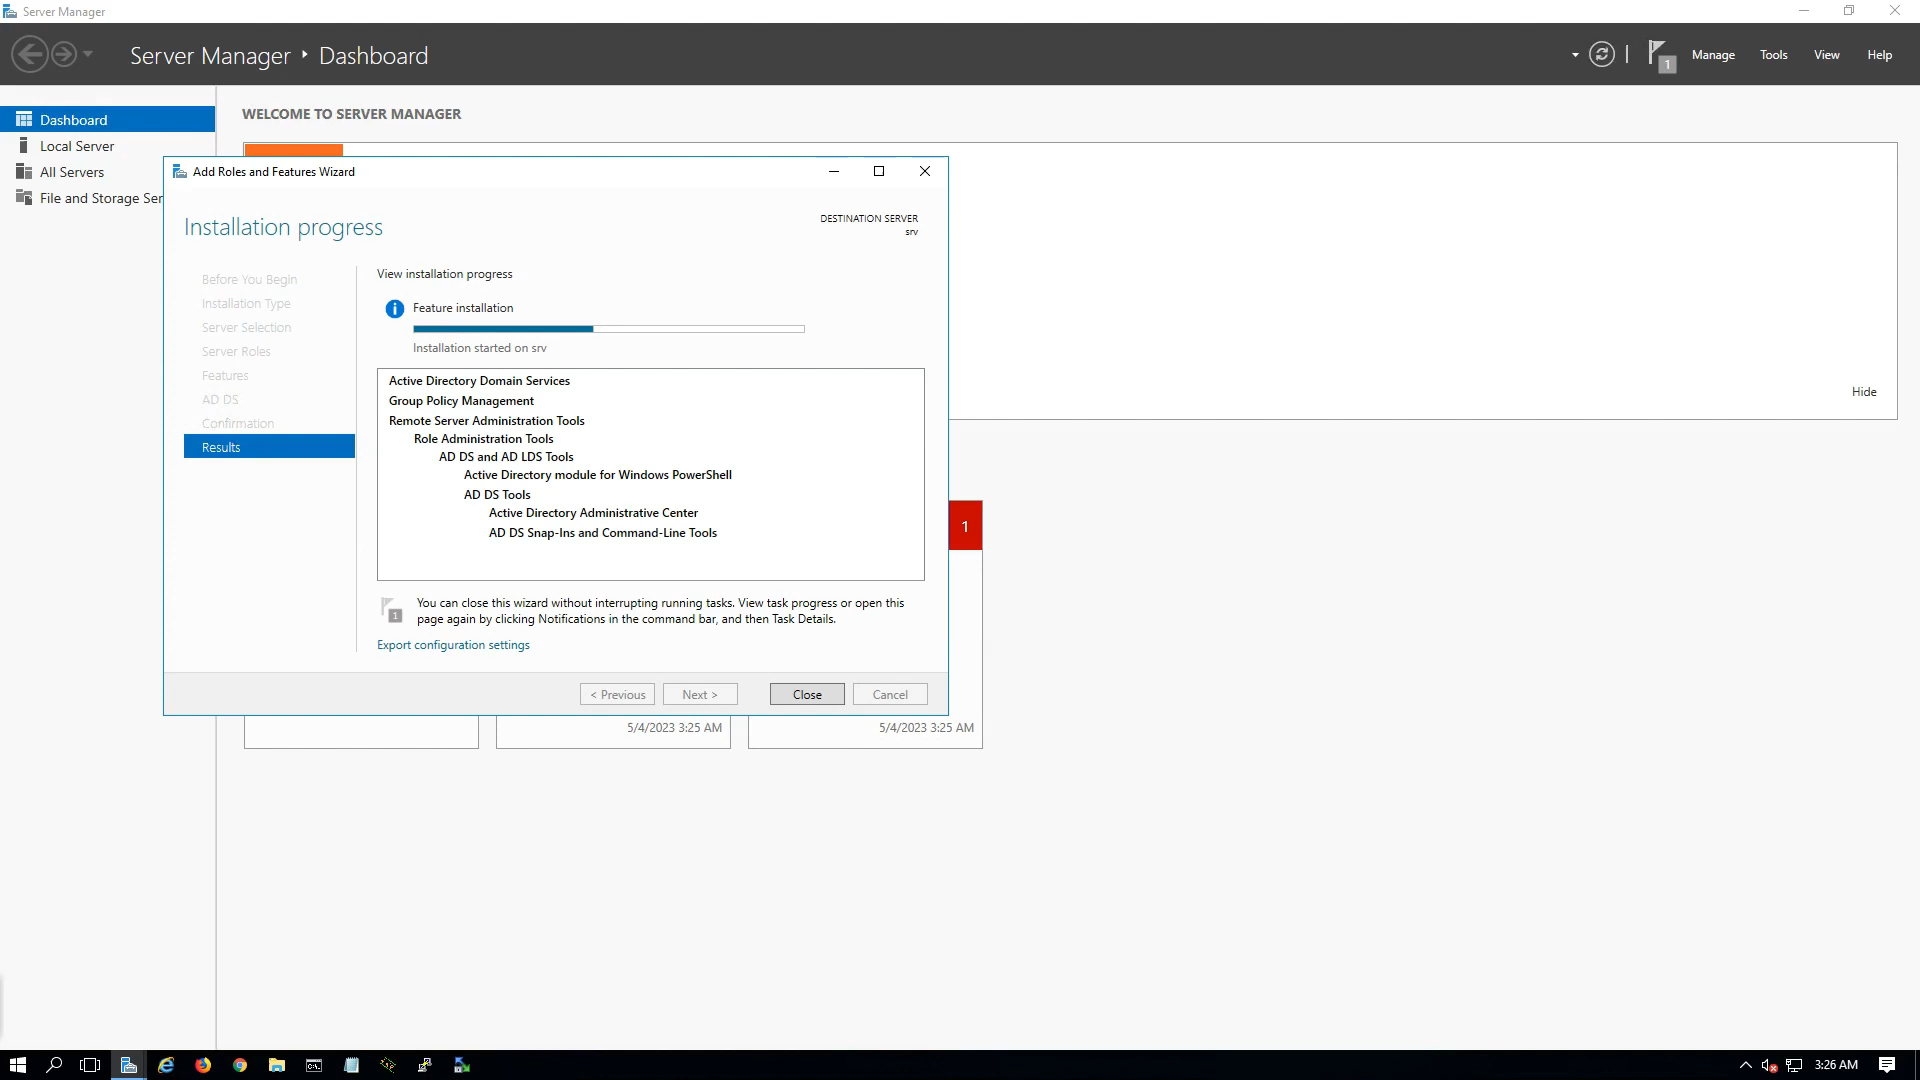 Server Manager
Server Manager ‣ Dashboard
1
Manage
Tools
View
Help
Dashboard
Local Server
All Servers
File and Storage Ser
WELCOME TO SERVER MANAGER
Hide
Add Roles and Features Wizard
Installation progress
DESTINATION SERVER
srv
Before You Begin
Installation Type
Server Selection
Server Roles
Features
AD DS
Confirmation
Results
View installation progress
Feature installation
Installation started on srv
Active Directory Domain Services
Group Policy Management
Remote Server Administration Tools
Role Administration Tools
AD DS and AD LDS Tools
Active Directory module for Windows PowerShell
AD DS Tools
Active Directory Administrative Center
AD DS Snap-Ins and Command-Line Tools
1
You can close this wizard without interrupting running tasks. View task progress or open this
page again by clicking Notifications in the command bar, and then Task Details.
Export configuration settings
< Previous
Next >
Close
Cancel
1
5/4/2023 3:25 AM
5/4/2023 3:25 AM
3:26 AM